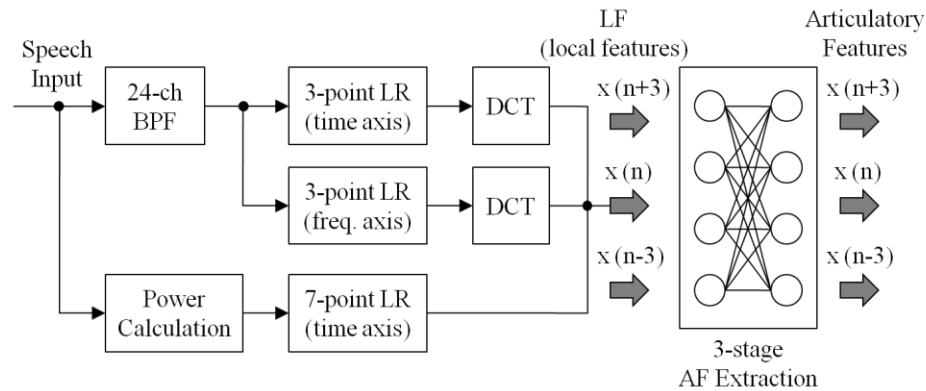 Speech
Input
24-ch
BPF
3-point LR
(time axis)
DCT
3-point LR
(freq. axis)
DCT
Power
Calculation
7-point LR
(time axis)
LF
(local features)
x (n+3)
x (n)
x (n-3)
3-stage
AF Extraction
Articulatory
Features
x (n+3)
x (n)
x (n-3)